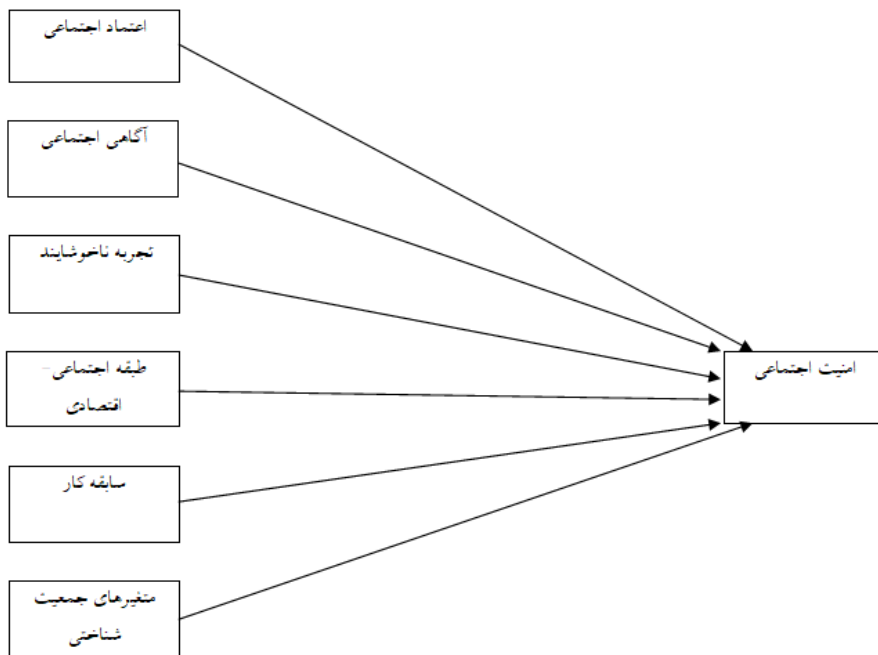 اعتماد اجتماعی
آگاهی اجتماعی
تجربه ناخوشایند
طبقه اجتماعی-
اقتصادی
امنیت اجتماعی
سابقه کار
متغیرهای جمعیت
شناختی